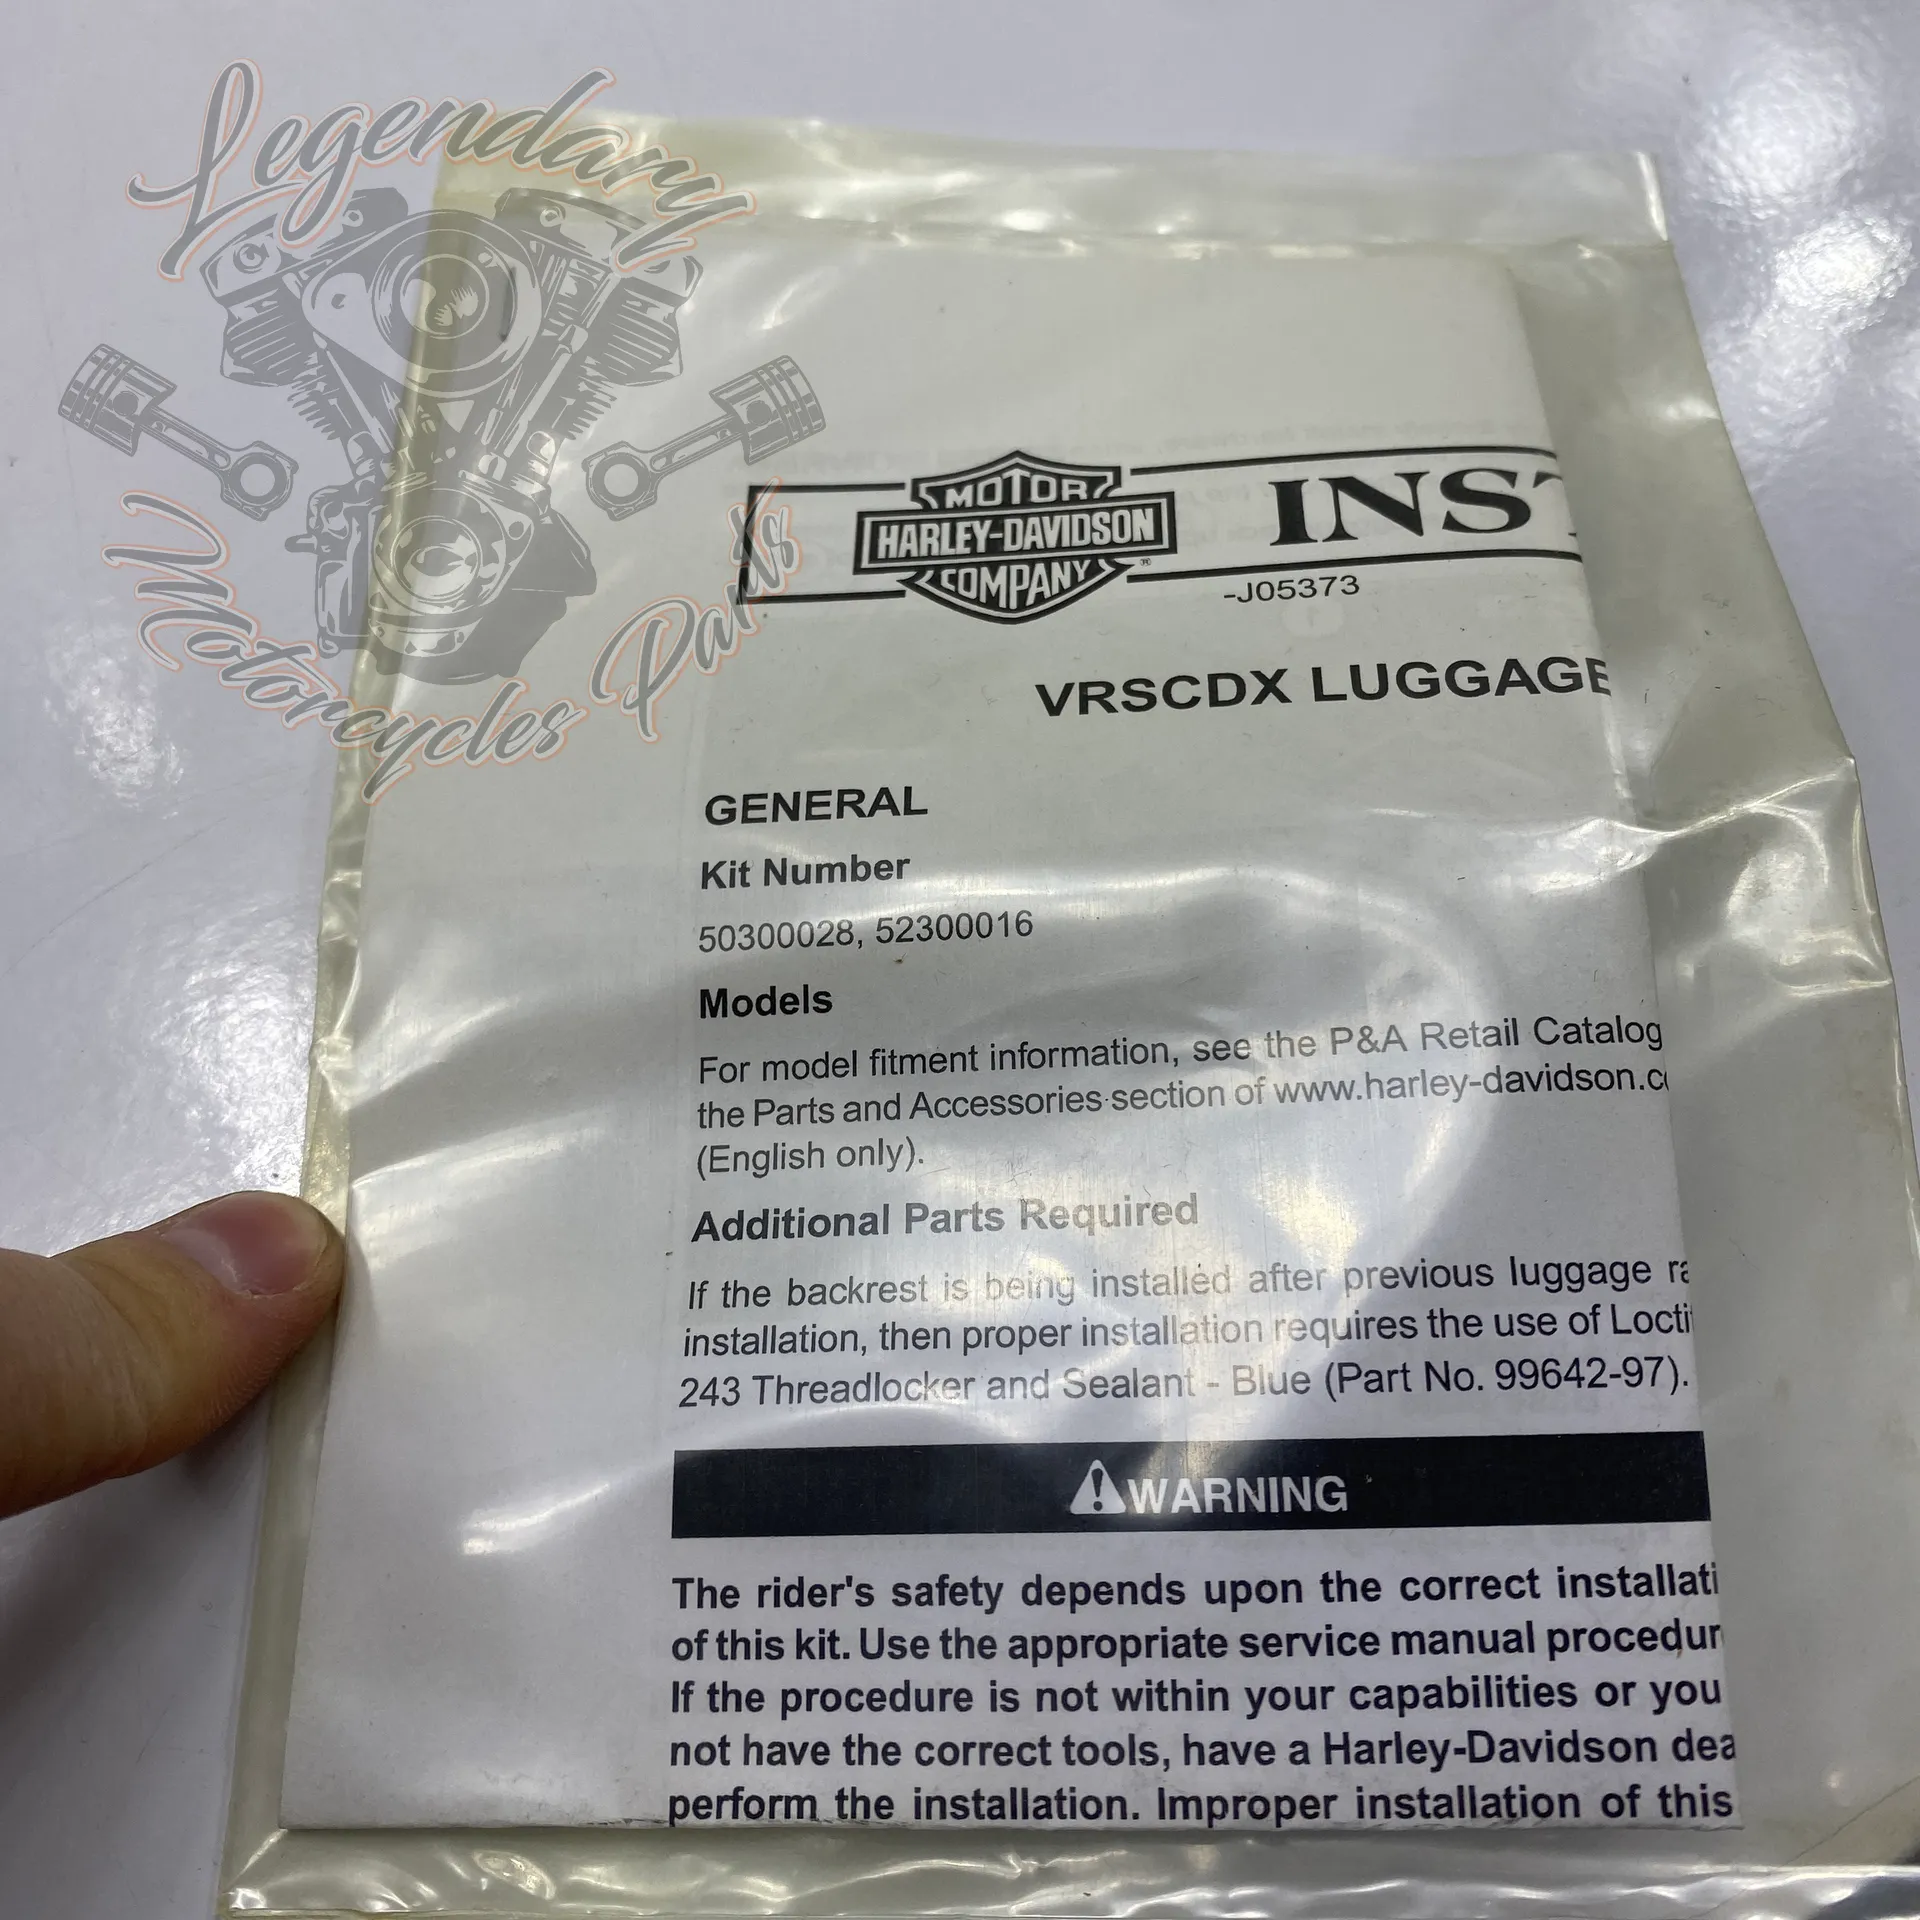 Legendary
Motorcycles Parts
MOTOR
HARLEY-DAVIDSON
COMPANY
®
INST
-J05373
VRSCDX LUGGAGE
GENERAL
Kit Number
50300028, 52300016
Models
For model fitment information, see the P&A Retail Catalog
the Parts and Accessories section of www.harley-davidson.co
(English only).
Additional Parts Required
If the backrest is being installed after previous luggage ra
installation, then proper installation requires the use of Locti
243 Threadlocker and Sealant - Blue (Part No. 99642-97).
WARNING
The rider's safety depends upon the correct installati
of this kit. Use the appropriate service manual procedur
If the procedure is not within your capabilities or you
not have the correct tools, have a Harley-Davidson dea
perform the installation. Improper installation of this